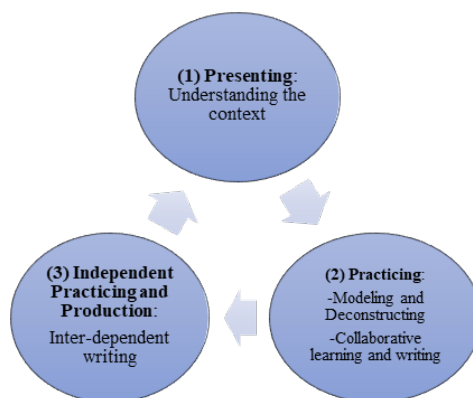 (1) Presenting:
Understanding the
context
(2) Practicing:
-Modeling and
Deconstructing
-Collaborative
learning and writing
(3) Independent
Practicing and
Production:
Inter-dependent
writing